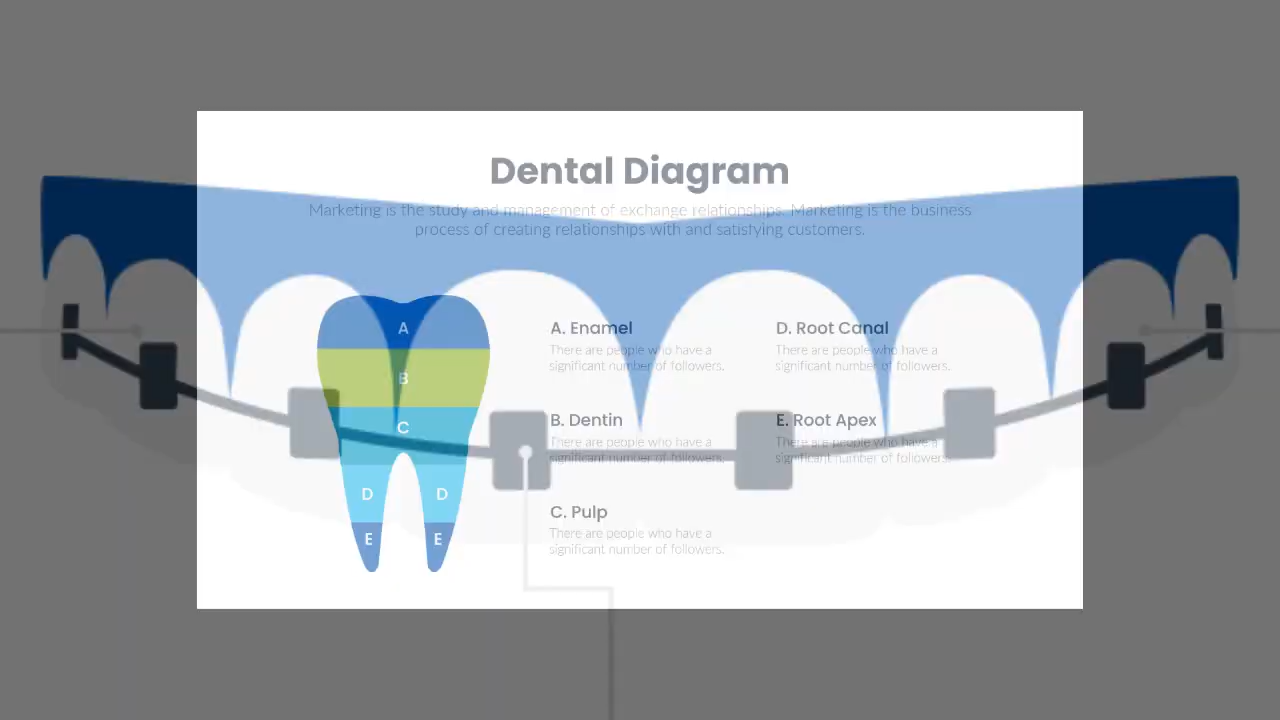 Dental Diagram
Marketing is the study and management of exchange relationships. Marketing is the business
process of creating relationships with and satisfying customers.
A
B
C
D D
E E
A. Enamel
There are people who have a
significant number of followers.
B. Dentin
There are people who have a
significant number of followers.
C. Pulp
There are people who have a
significant number of followers.
D. Root Canal
There are people who have a
significant number of followers.
E. Root Apex
There are people who have a
significant number of followers.